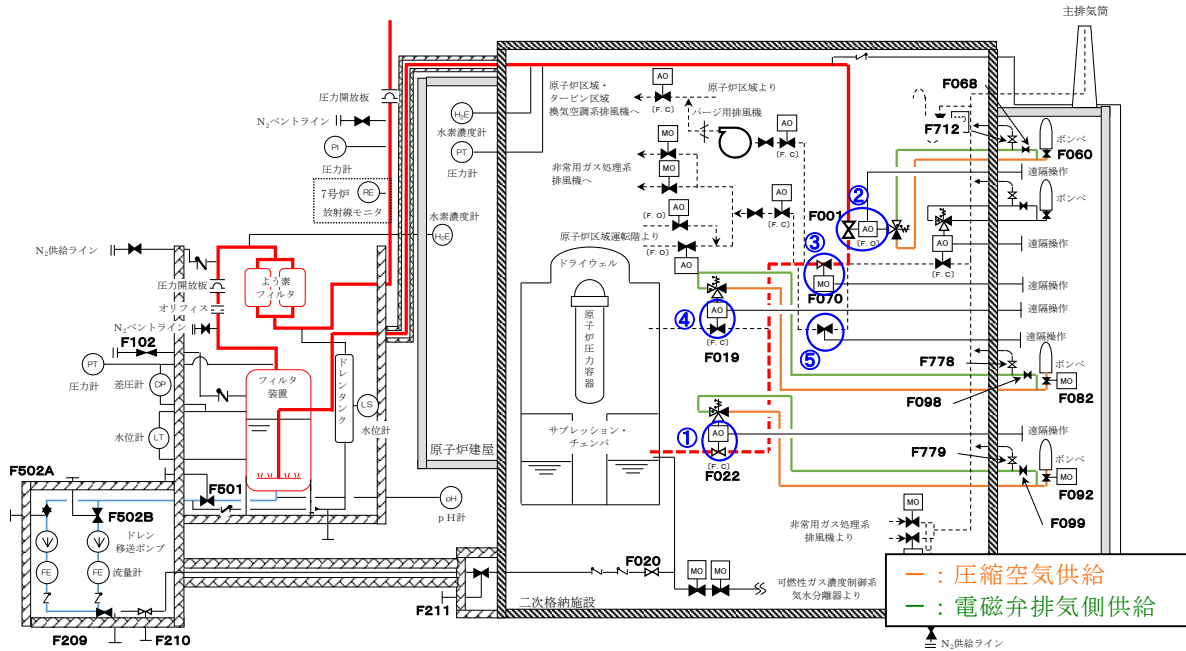 主排気筒
原子炉区域・
タービン区域
換気空調系排風機へ
AO
(F. C)
原子炉区域より
パージ用排風機
AO
(F. C)
F068
F712
ボンベ
F060
遠隔操作
ボンベ
圧力開放板
N₂ベントライン
PI
圧力計
7号炉
放射線モニタ
RE
H₂E
水素濃度計
PT
圧力計
水素濃度計
H₂E
MO
MO
非常用ガス処理系
排風機へ
AO
(F. O)
AO
(F. C)
原子炉区域運転階より
(F. O)
AO
F001
②
AO
(F. O)
AO
(F. C)
遠隔操作
③
MO
F070
遠隔操作
N₂供給ライン
圧力開放板
オリフィス
N₂ベントライン
よう素
フィルタ
ドライウェル
原子炉圧力容器
④
AO
(F. C)
F019
遠隔操作
⑤
遠隔操作
F102
PT
圧力計
差圧計
DP
フィルタ
装置
ドレンタンク
LS
水位計
LT
水位計
F778
ボンベ
MO
F082
F098
サプレッション・
チェンバ
①
AO
(F. C)
F022
遠隔操作
原子炉建屋
F779
ボンベ
MO
F092
F099
F502A
F501
F502B
pH
pH計
ドレン
移送ポンプ
FE
FE
流量計
非常用ガス処理系
排風機より
MO
F020
MO
MO
可燃性ガス濃度制御系
気水分離器より
F211
二次格納施設
F209
F210
ー：圧縮空気供給
ー：電磁弁排気側供給
N₂供給ライン